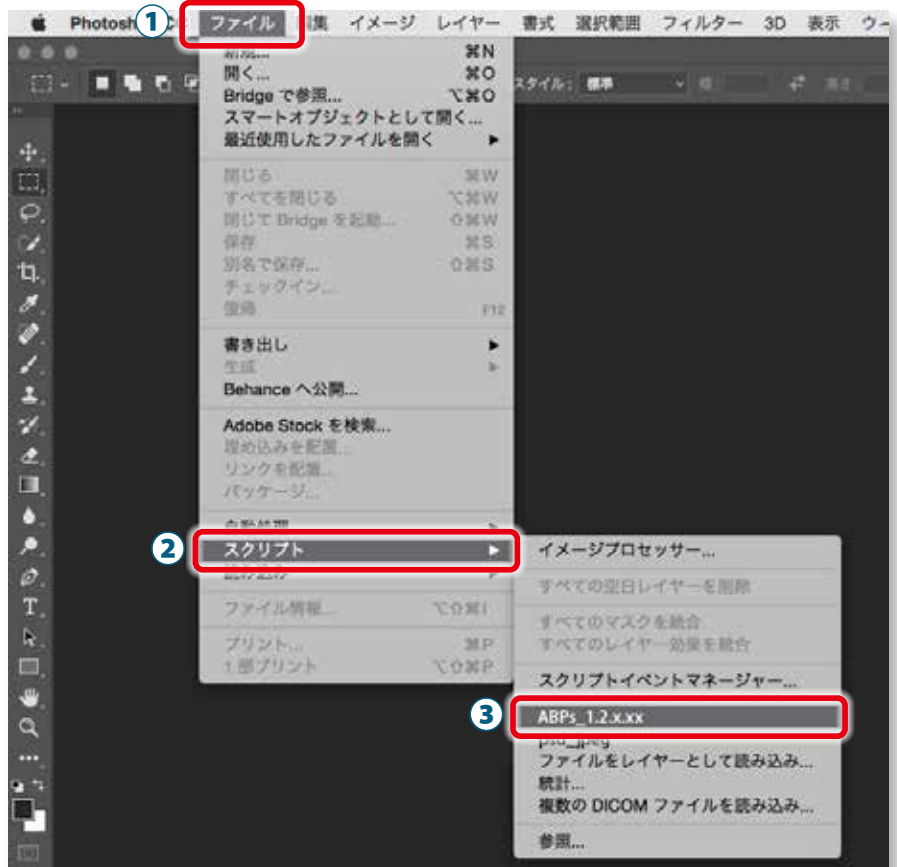 1
Photosh
ファイル
集 イメージ レイヤー 書式 選択範囲 フィルター 3D 表示 ウー
新規... ⌘N
開く... ⌘O
Bridge で参照... ⌥⌘O
スマートオブジェクトとして開く...
最近使用したファイルを開く ▶
閉じる ⌘W
すべてを閉じる ⌥⌘W
閉じて Bridge を起動... ⇧⌘W
保存 ⌘S
別名で保存... ⇧⌘S
チェックイン...
復帰 F12
書き出し ▶
生成 ▶
Behance へ公開...
Adobe Stock を検索...
埋め込みを配置...
リンクを配置...
パッケージ...
自動処理 ▶
2
スクリプト ▶
読み込み ▶
ファイル情報... ⌥⇧⌘I
プリント... ⌘P
1 部プリント ⌥⇧⌘P
スタイル: 標準
イメージプロセッサー...
すべての空白レイヤーを削除
すべてのマスクを統合
すべてのレイヤー効果を統合
スクリプトイベントマネージャー...
3
ABPs_1.2.x.xx
psd_jpeg
ファイルをレイヤーとして読み込み...
統計...
複数の DICOM ファイルを読み込み...
参照...